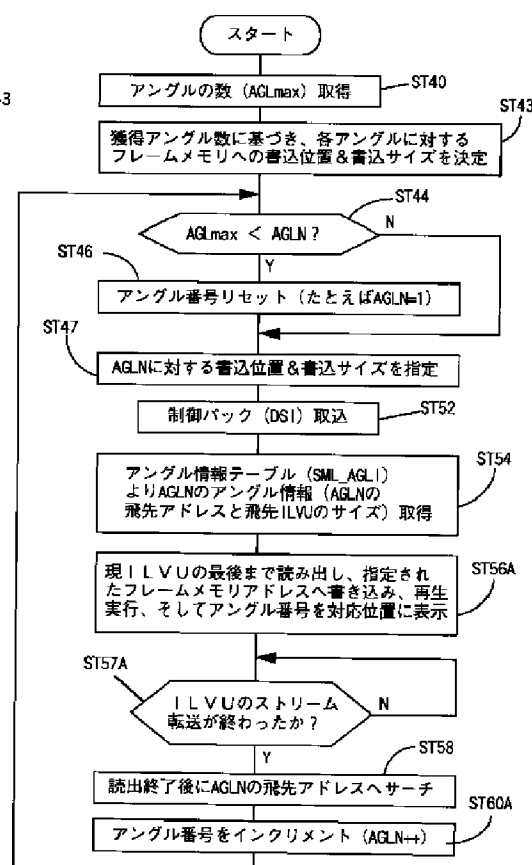 スタート
アングルの数 (AGLmax) 取得
ST40
3
ST43
獲得アングル数に基づき、各アングルに対する
フレームメモリへの書込位置&書込サイズを決定
ST44
AGLmax < AGLN ?
N
Y
ST46
アングル番号リセット (たとえばAGLN=1)
ST47
AGLNに対する書込位置&書込サイズを指定
制御パック (DSI) 取込
ST52
アングル情報テーブル (SML_AGLI)
よりAGLNのアングル情報 (AGLNの
飛先アドレスと飛先ILVUのサイズ) 取得
ST54
現ILVUの最後まで読み出し、指定され
たフレームメモリアドレスへ書き込み、再生
実行、そしてアングル番号を対応位置に表示
ST56A
ST57A
ILVUのストリーム
転送が終わったか?
N
Y
ST58
読出終了後にAGLNの飛先アドレスへサーチ
ST60A
アングル番号をインクリメント (AGLN++)